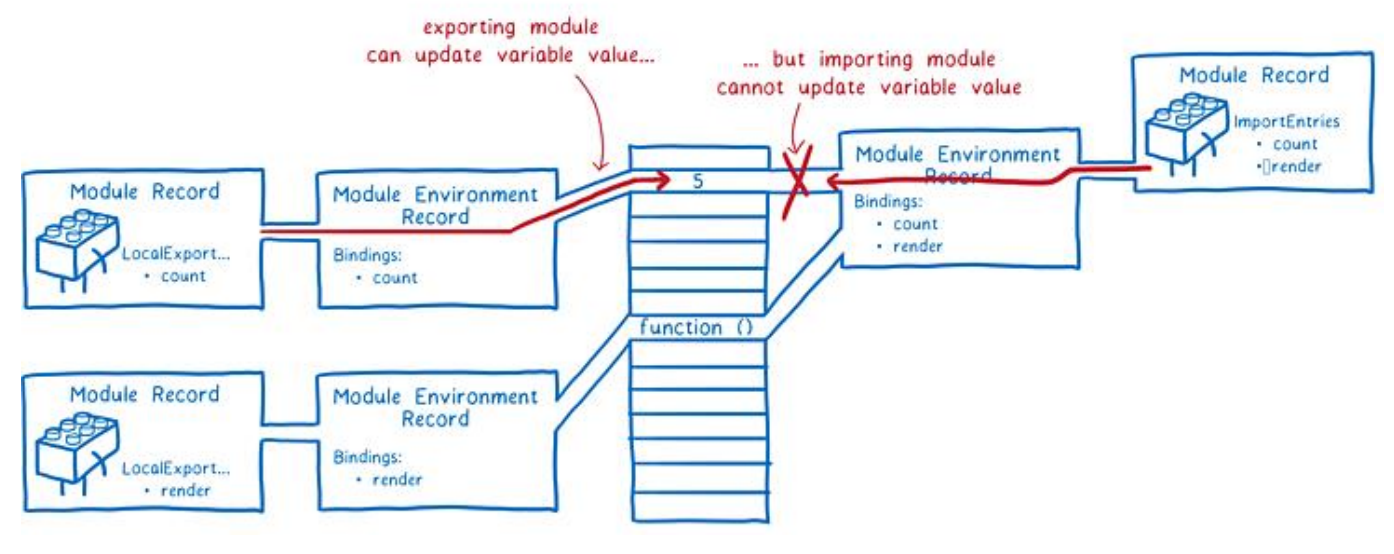 exporting module
can update variable value...
... but importing module
cannot update variable value
Module Record
LocalExport...
• count
Module Environment
Record
Bindings:
• count
5
Module Environment
Record
Bindings:
• count
• render
Module Record
ImportEntries
• count
•▯render
Module Record
LocalExport...
• render
Module Environment
Record
Bindings:
• render
function ()